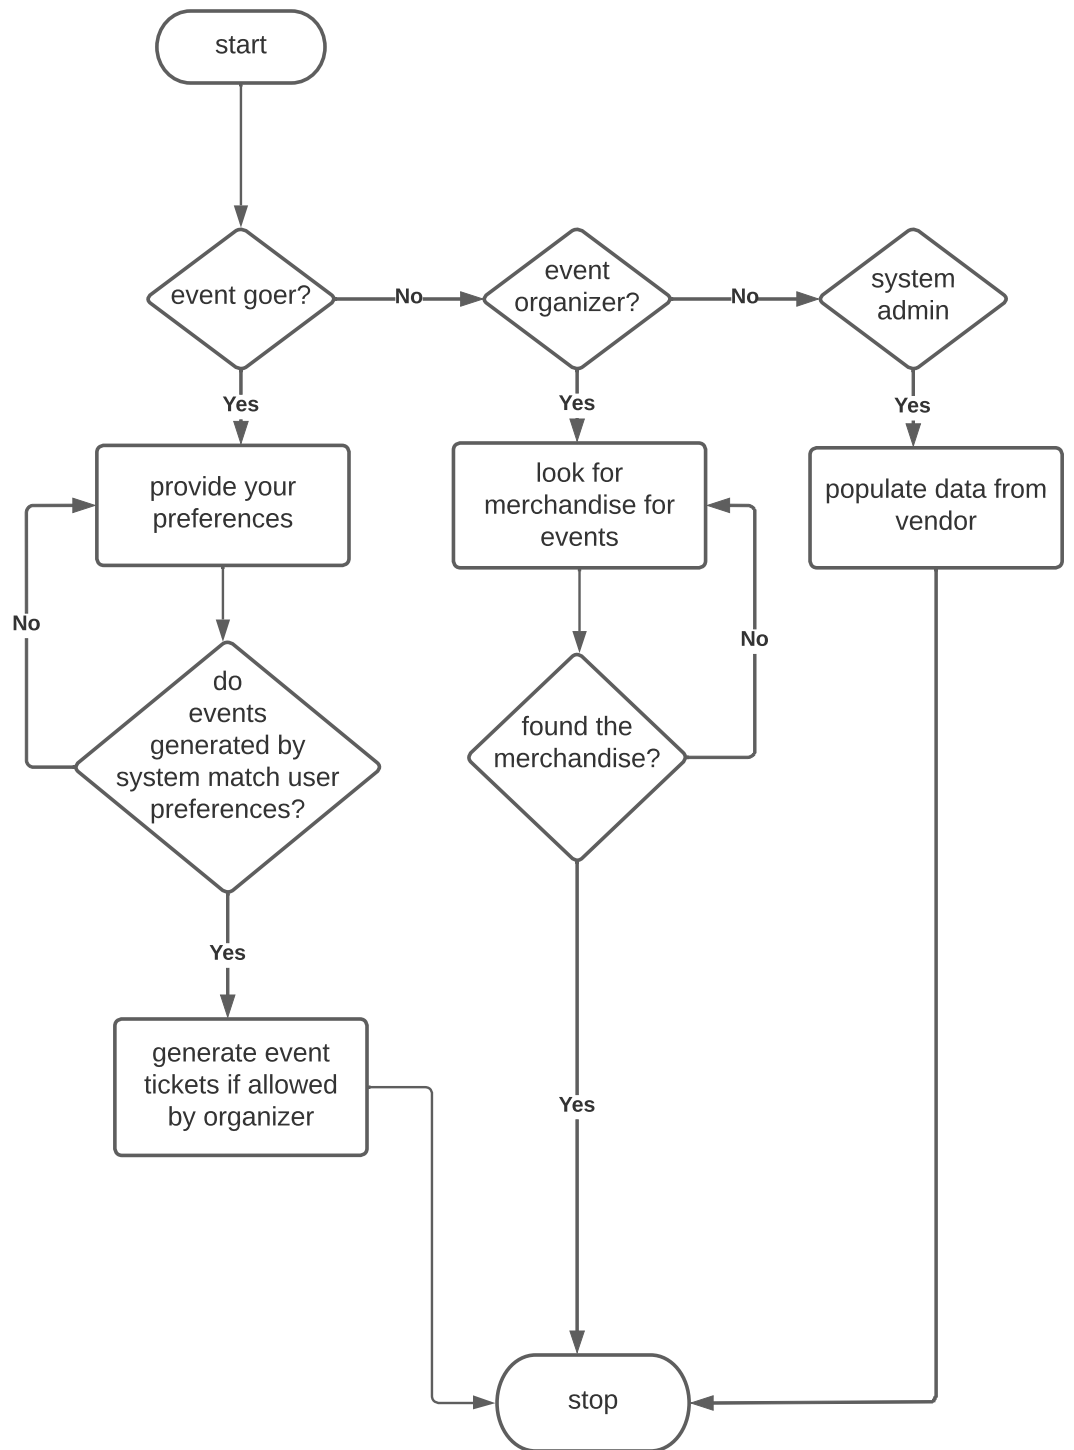 start
event goer?
No
event
organizer?
No
system
admin
Yes
Yes
Yes
provide your
preferences
look for
merchandise for
events
populate data from
vendor
No
No
do
events
generated by
system match user
preferences?
found the
merchandise?
Yes
generate event
tickets if allowed
by organizer
Yes
stop